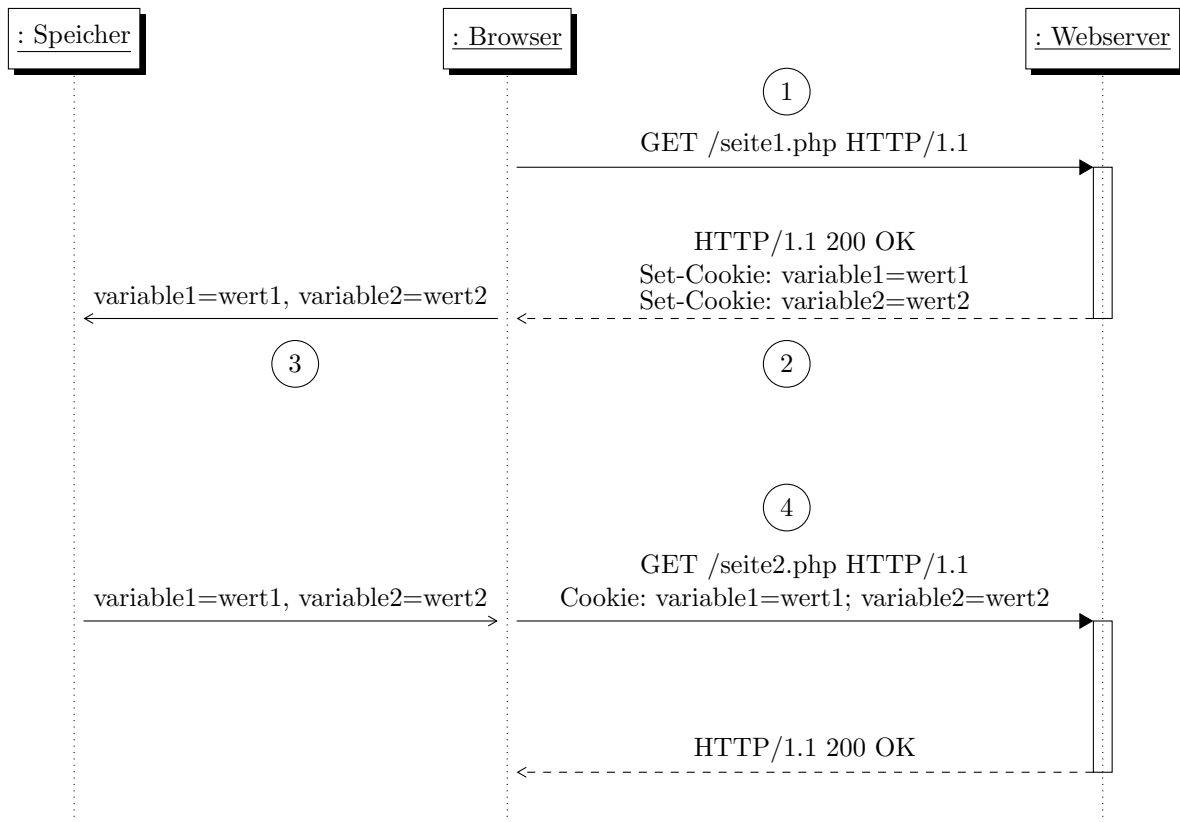 : Speicher
: Browser
: Webserver
1
GET /seite1.php HTTP/1.1
HTTP/1.1 200 OK
Set-Cookie: variable1=wert1
Set-Cookie: variable2=wert2
variable1=wert1, variable2=wert2
3
2
4
GET /seite2.php HTTP/1.1
variable1=wert1, variable2=wert2
Cookie: variable1=wert1; variable2=wert2
HTTP/1.1 200 OK